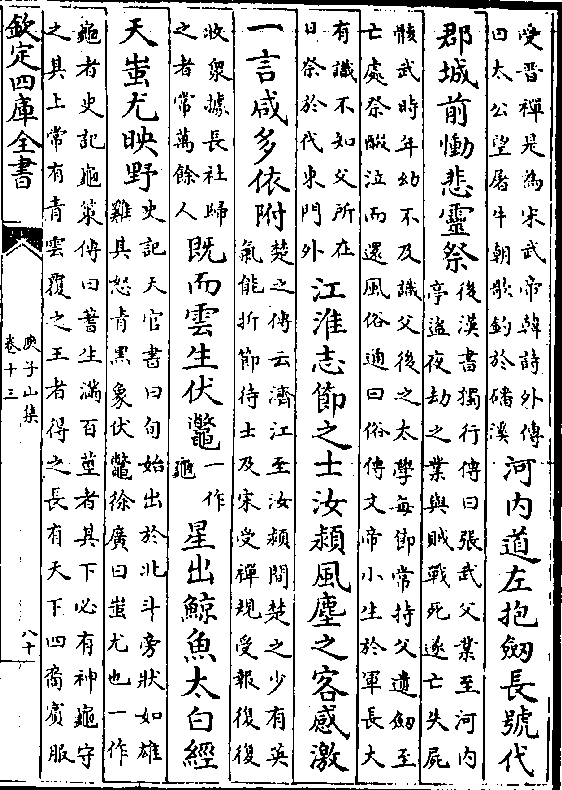 受晋禪是為宋武帝韓詩外傳
曰太公望屠牛朝歌釣於磻溪
河内道左抱劒長號代
郡城前慟悲靈祭
後漢書獨行傳曰張武父業至河内
亭盗夜劫之業與賊戰死遂亡失屍
骸武時年幼不及識父後之太學每節常持父遺劒至
亡處祭醊泣而還風俗通曰俗傳文帝小生於軍長大
有識不知父所在
日祭於代東門外
江淮志節之士汝潁風塵之客感激
一言咸多依附
楚之傳云濟江至汝潁間楚之少有英
氣能折節待士及宋受禪規受報復復
收衆據長社歸
之者常萬餘人
既而雲生伏鼈
一作
龜
星出鯨魚太白經
天蚩尤映野
史記天官書曰旬始出於北斗旁狀如雄
雞其怒青黑象伏鼈徐廣曰蚩尤也一作
龜者史記龜策傳曰蓍生滿百莖者其下必有神龜守
之其上常有青雲覆之王者得之長有天下四裔賓服
欽定四庫全書
庾子山集
卷十三
八十